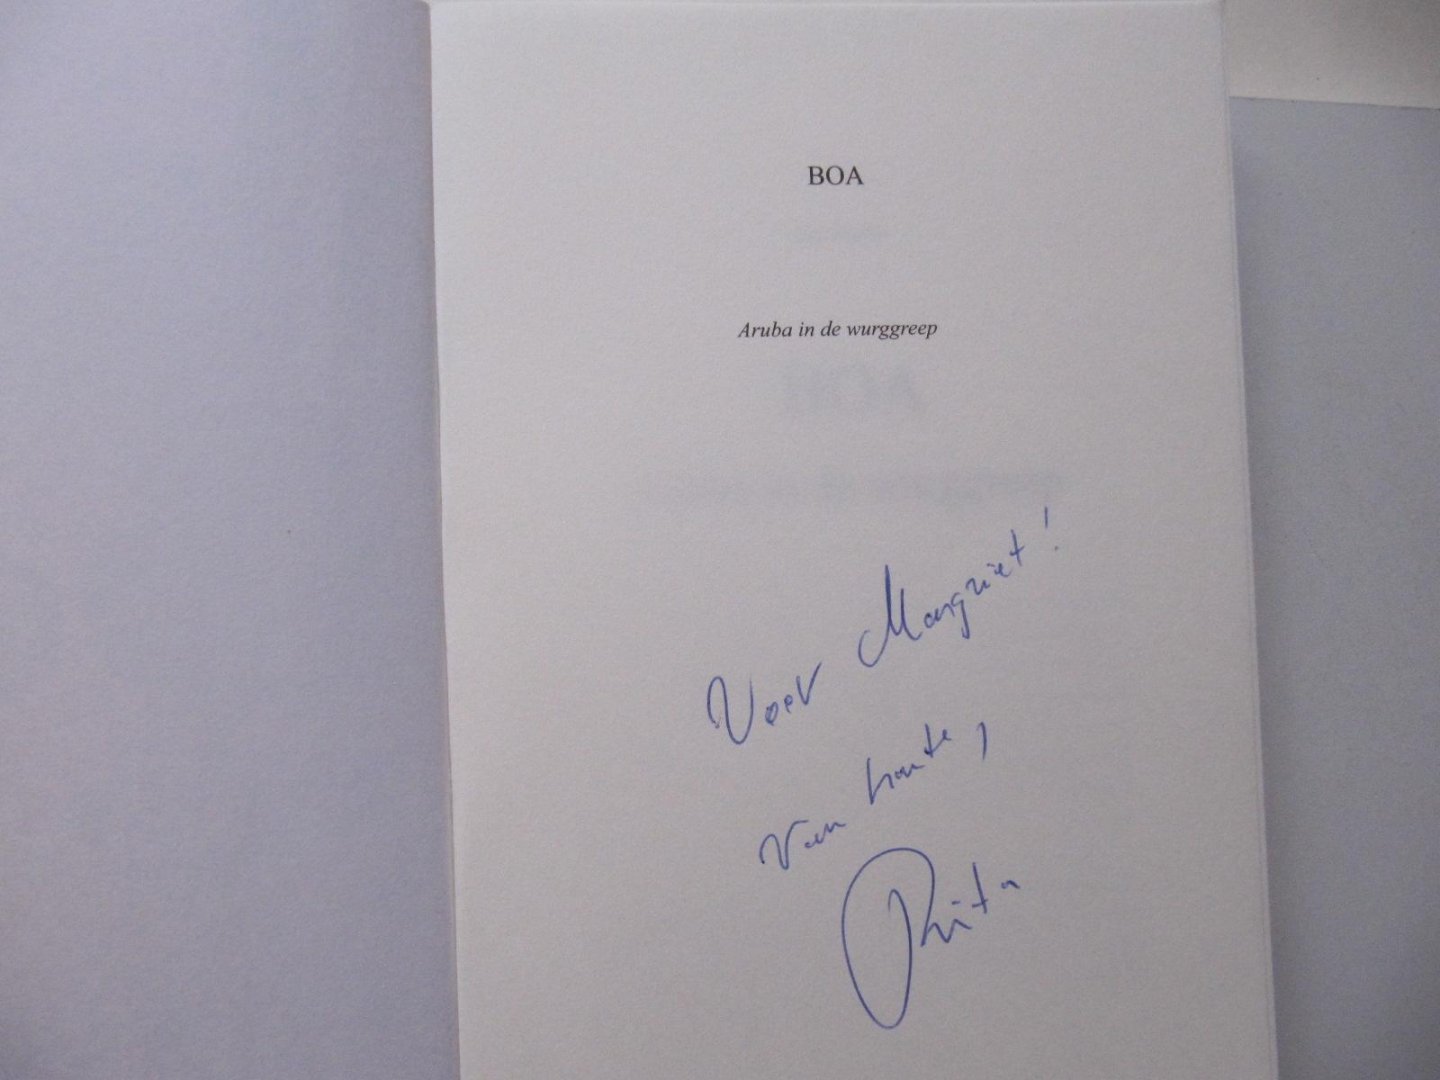 BOA
Aruba in de wurggreep
Voor Margriet!
Van harte,
Rita